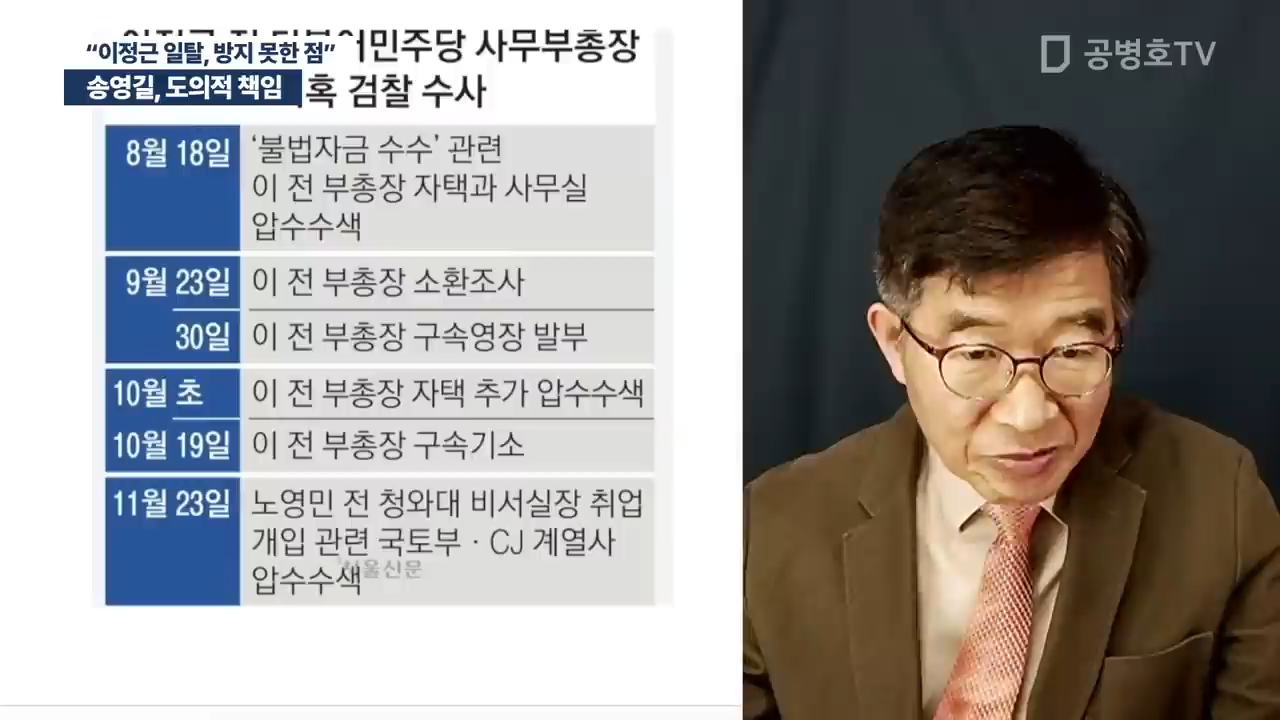 “이정근 일탈, 방지 못한 점”
송영길, 도의적 책임
민주당 사무부총장
혹 검찰 수사
공병호TV
8월 18일
‘불법자금 수수’ 관련
이 전 부총장 자택과 사무실
압수수색
9월 23일 이 전 부총장 소환조사
30일 이 전 부총장 구속영장 발부
10월 초 이 전 부총장 자택 추가 압수수색
10월 19일 이 전 부총장 구속기소
11월 23일
노영민 전 청와대 비서실장 취업
개입 관련 국토부 · CJ 계열사
압수수색
서울신문